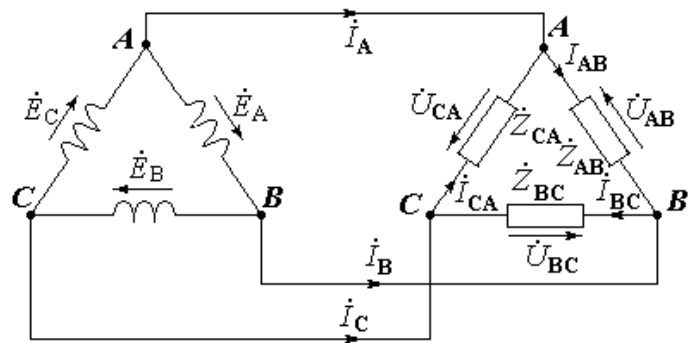 A İ_A A
I_AB
Ė_C Ė_A U̇_CA Ż_CA Ż_AB U̇_AB
Ė_B
C B C İ_CA Ż_BC İ_BC B
U̇_BC
İ_B
İ_C